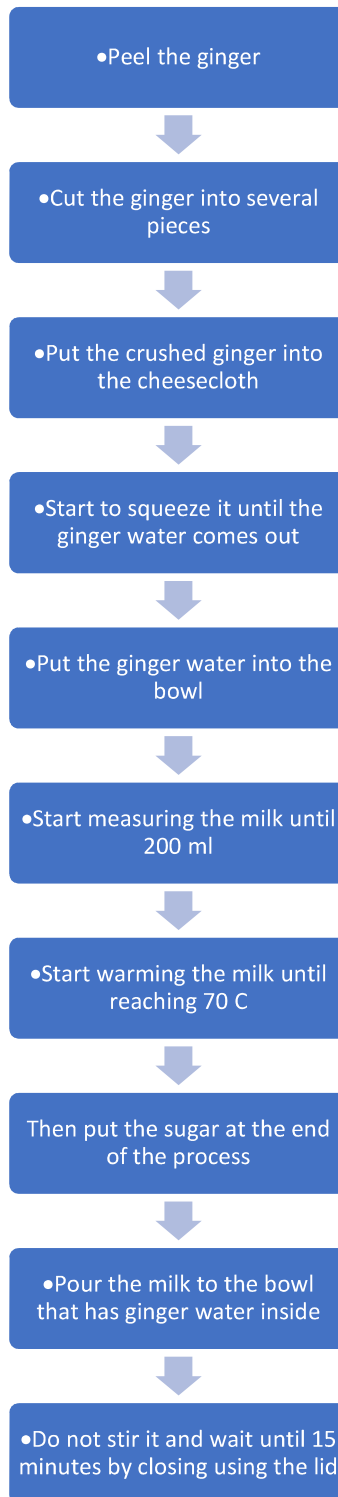 •Peel the ginger
•Cut the ginger into several
pieces
•Put the crushed ginger into
the cheesecloth
•Start to squeeze it until the
ginger water comes out
•Put the ginger water into the
bowl
•Start measuring the milk until
200 ml
•Start warming the milk until
reaching 70 C
Then put the sugar at the end
of the process
•Pour the milk to the bowl
that has ginger water inside
•Do not stir it and wait until 15
minutes by closing using the lid